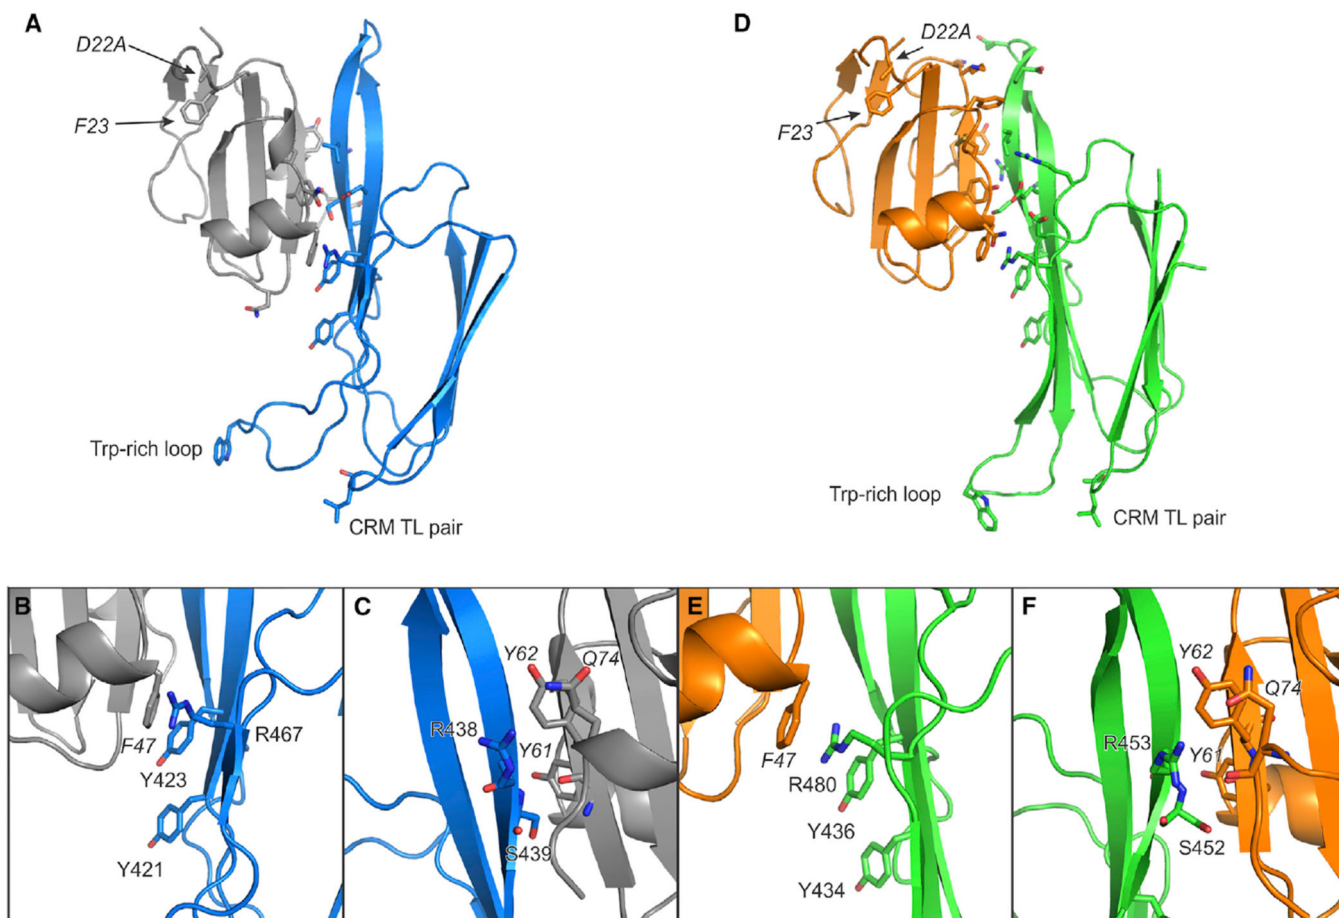 A
D22A
F23
Trp-rich loop
CRM TL pair
D
D22A
F23
Trp-rich loop
CRM TL pair
B
F47
R467
Y423
Y421
C
Y62
Q74
R438
Y61
S439
E
F47
R480
Y436
Y434
F
Y62
Q74
R453
Y61
S452